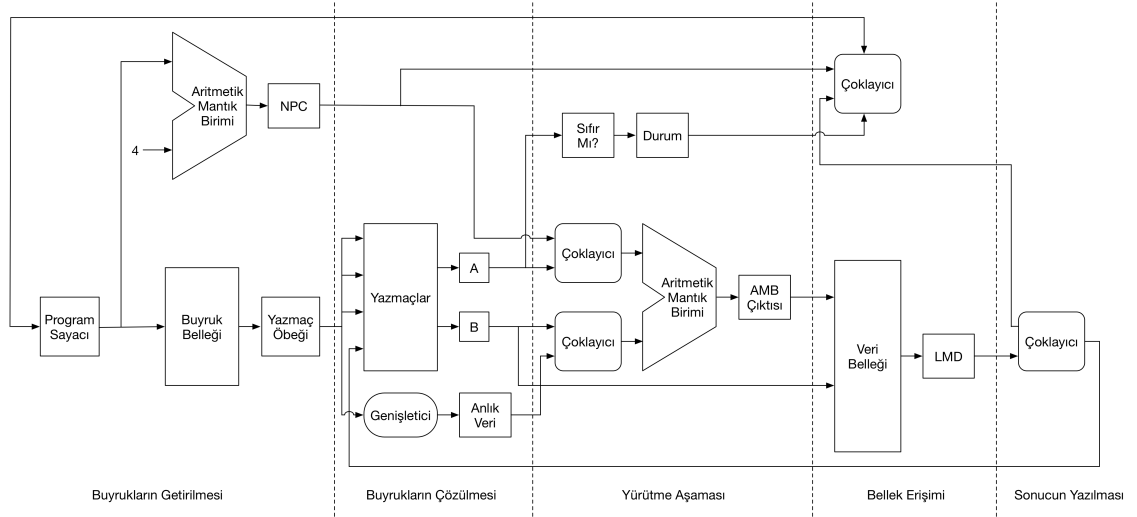 Aritmetik
Mantık
Birimi
4
NPC
Çoklayıcı
Sıfır
Mı?
Durum
Program
Sayacı
Buyruk
Belleği
Yazmaç
Öbeği
Yazmaçlar
A
B
Genişletici
Anlık
Veri
Çoklayıcı
Çoklayıcı
Aritmetik
Mantık
Birimi
AMB
Çıktısı
Veri
Belleği
LMD
Çoklayıcı
Buyrukların Getirilmesi
Buyrukların Çözülmesi
Yürütme Aşaması
Bellek Erişimi
Sonucun Yazılması